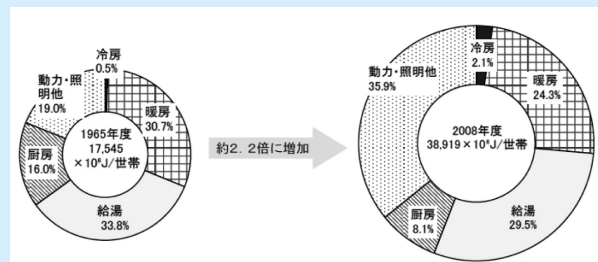 冷房
0.5%
動力・照
明他
19.0%
暖房
30.7%
1965年度
17,545
×10⁶J/世帯
厨房
16.0%
給湯
33.8%
約2.2倍に増加
冷房
2.1%
動力・照明他
35.9%
暖房
24.3%
2008年度
38,919×10⁶J/世帯
厨房
8.1%
給湯
29.5%